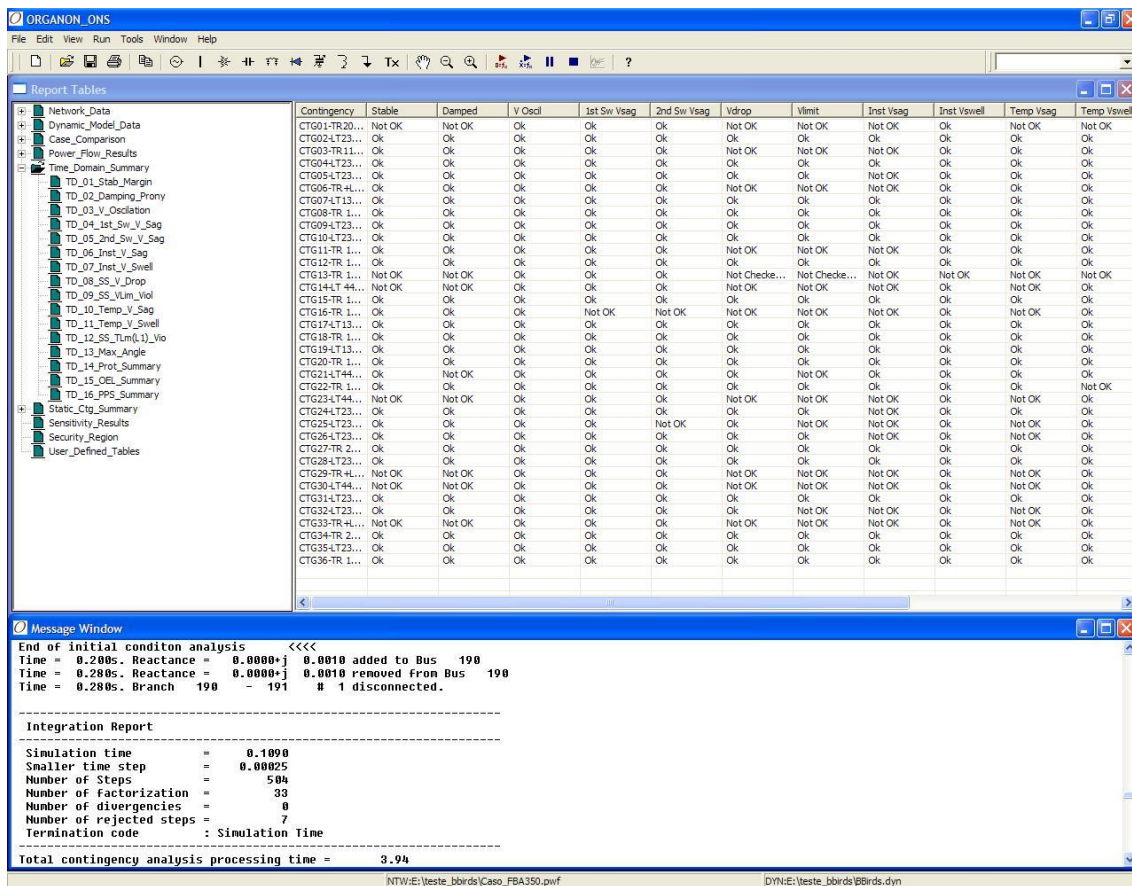 ORGANON_ONS
File Edit View Run Tools Window Help
Tx ?
Report Tables
Network_Data
Dynamic_Model_Data
Case_Comparison
Power_Flow_Results
Time_Domain_Summary
TD_01_Stab_Margin
TD_02_Damping_Prony
TD_03_V_Oscilation
TD_04_1st_Sw_V_Sag
TD_05_2nd_Sw_V_Sag
TD_06_Inst_V_Sag
TD_07_Inst_V_Swell
TD_08_SS_V_Drop
TD_09_SS_VLim_Viol
TD_10_Temp_V_Sag
TD_11_Temp_V_Swell
TD_12_SS_TLm(L1)_Vio
TD_13_Max_Angle
TD_14_Prot_Summary
TD_15_OEL_Summary
TD_16_PPS_Summary
Static_Ctg_Summary
Sensitivity_Results
Security_Region
User_Defined_Tables
Contingency Stable Damped V Oscil 1st Sw Vsag 2nd Sw Vsag Vdrop Vlimit Inst Vsag Inst Vswell Temp Vsag Temp Vswell
CTG01-TR20... Not OK Not OK Ok Ok Ok Not OK Not OK Not OK Ok Not OK Not OK
CTG02-LT23... Ok Ok Ok Ok Ok Ok Ok Ok Ok Ok Ok
CTG03-TR11... Ok Ok Ok Ok Ok Not OK Not OK Not OK Ok Ok Ok
CTG04-LT23... Ok Ok Ok Ok Ok Ok Ok Ok Ok Ok Ok
CTG05-LT23... Ok Ok Ok Ok Ok Ok Ok Not OK Ok Ok Ok
CTG06-TR+L... Ok Ok Ok Ok Ok Not OK Not OK Not OK Ok Ok Ok
CTG07-LT13... Ok Ok Ok Ok Ok Ok Ok Ok Ok Ok Ok
CTG08-TR 1... Ok Ok Ok Ok Ok Ok Ok Ok Ok Ok Ok
CTG09-LT23... Ok Ok Ok Ok Ok Ok Ok Ok Ok Ok Ok
CTG10-LT23... Ok Ok Ok Ok Ok Ok Ok Ok Ok Ok Ok
CTG11-TR 1... Ok Ok Ok Ok Ok Not OK Not OK Not OK Ok Not OK Ok
CTG12-TR 1... Ok Ok Ok Ok Ok Ok Ok Ok Ok Ok Ok
CTG13-TR 1... Not OK Not OK Ok Ok Ok Not Checke... Not Checke... Not OK Not OK Not OK Not OK
CTG14-LT 44... Not OK Not OK Ok Ok Ok Not OK Not OK Not OK Ok Not OK Ok
CTG15-TR 1... Ok Ok Ok Ok Ok Ok Ok Ok Ok Ok Ok
CTG16-TR 1... Ok Ok Ok Not OK Not OK Not OK Not OK Not OK Ok Not OK Ok
CTG17-LT13... Ok Ok Ok Ok Ok Ok Ok Ok Ok Ok Ok
CTG18-TR 1... Ok Ok Ok Ok Ok Ok Ok Ok Ok Ok Ok
CTG19-LT13... Ok Ok Ok Ok Ok Ok Ok Ok Ok Ok Ok
CTG20-TR 1... Ok Ok Ok Ok Ok Ok Ok Ok Ok Ok Ok
CTG21-LT44... Ok Not OK Ok Ok Ok Ok Not OK Ok Ok Ok Ok
CTG22-TR 1... Ok Ok Ok Ok Ok Ok Ok Ok Ok Ok Not OK
CTG23-LT44... Not OK Not OK Ok Ok Ok Not OK Not OK Not OK Ok Not OK Ok
CTG24-LT23... Ok Ok Ok Ok Ok Ok Ok Not OK Ok Ok Ok
CTG25-LT23... Ok Ok Ok Ok Not OK Ok Ok Not OK Ok Not OK Ok
CTG26-LT23... Ok Ok Ok Ok Ok Ok Ok Not OK Ok Not OK Ok
CTG27-TR 2... Ok Ok Ok Ok Ok Ok Ok Ok Ok Ok Ok
CTG28-LT23... Ok Ok Ok Ok Ok Ok Ok Ok Ok Ok Ok
CTG29-TR+L... Not OK Not OK Ok Ok Ok Not OK Not OK Not OK Ok Not OK Ok
CTG30-LT44... Not OK Not OK Ok Ok Ok Not OK Not OK Not OK Ok Not OK Ok
CTG31-LT23... Ok Ok Ok Ok Ok Ok Ok Ok Ok Ok Ok
CTG32-LT23... Ok Ok Ok Ok Ok Ok Not OK Not OK Ok Not OK Ok
CTG33-TR+L... Not OK Not OK Ok Ok Ok Not OK Not OK Not OK Ok Not OK Ok
CTG34-TR 2... Ok Ok Ok Ok Ok Ok Ok Ok Ok Ok Ok
CTG35-LT23... Ok Ok Ok Ok Ok Ok Ok Ok Ok Ok Ok
CTG36-TR 1... Ok Ok Ok Ok Ok Ok Ok Ok Ok Ok Ok
Message Window
End of initial conditon analysis <<<<
Time = 0.200s. Reactance = 0.0000+j 0.0010 added to Bus 190
Time = 0.280s. Reactance = 0.0000+j 0.0010 removed from Bus 190
Time = 0.280s. Branch 190 - 191 # 1 disconnected.
Integration Report
Simulation time = 0.1090
Smaller time step = 0.00025
Number of Steps = 504
Number of factorization = 33
Number of divergencies = 0
Number of rejected steps = 7
Termination code : Simulation Time
Total contingency analysis processing time = 3.94
NTW:E:\teste_bbirds\Caso_FBA350.pwf DYN:E:\teste_bbirds\BBirds.dyn